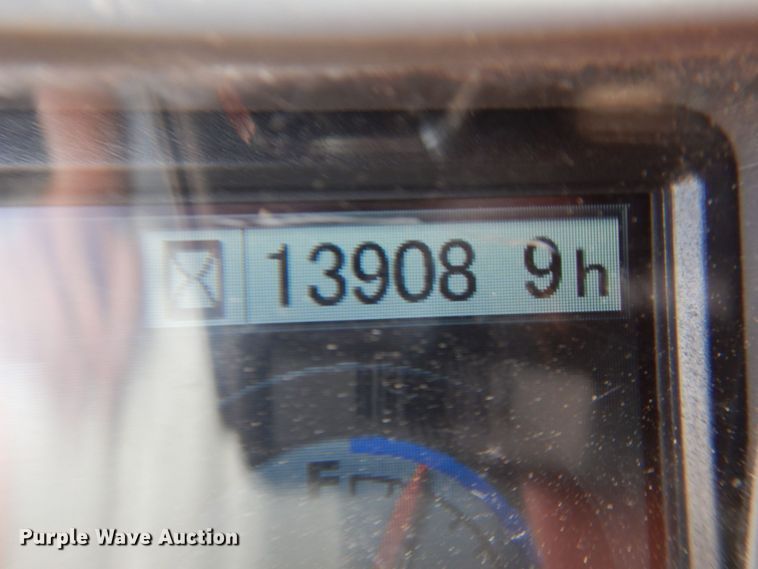 13908 9h
F
Purple Wave Auction